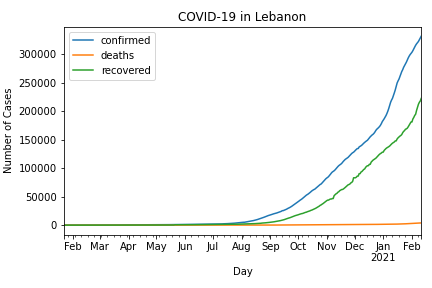 COVID-19 in Lebanon
confirmed
deaths
recovered
Number of Cases
300000
250000
200000
150000
100000
50000
0
Feb Mar Apr May Jun Jul Aug Sep Oct Nov Dec Jan Feb
2021
Day